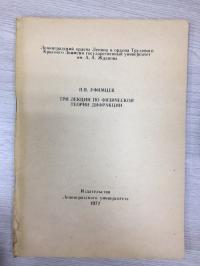 Ленинградский ордена Ленина и ордена Трудового
Красного Знамени государственный университет
им. А. А. Жданова
П.Я. УФИМЦЕВ
ТРИ ЛЕКЦИИ ПО ФИЗИЧЕСКОЙ
ТЕОРИИ ДИФРАКЦИИ
Издательство
Ленинградского университета
1977